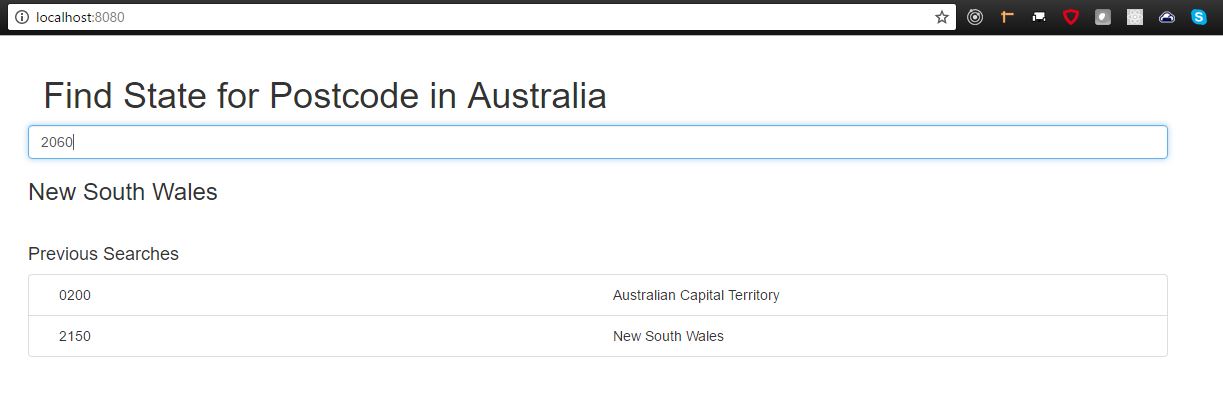 localhost:8080
Find State for Postcode in Australia
2060
New South Wales
Previous Searches
0200 Australian Capital Territory
2150 New South Wales